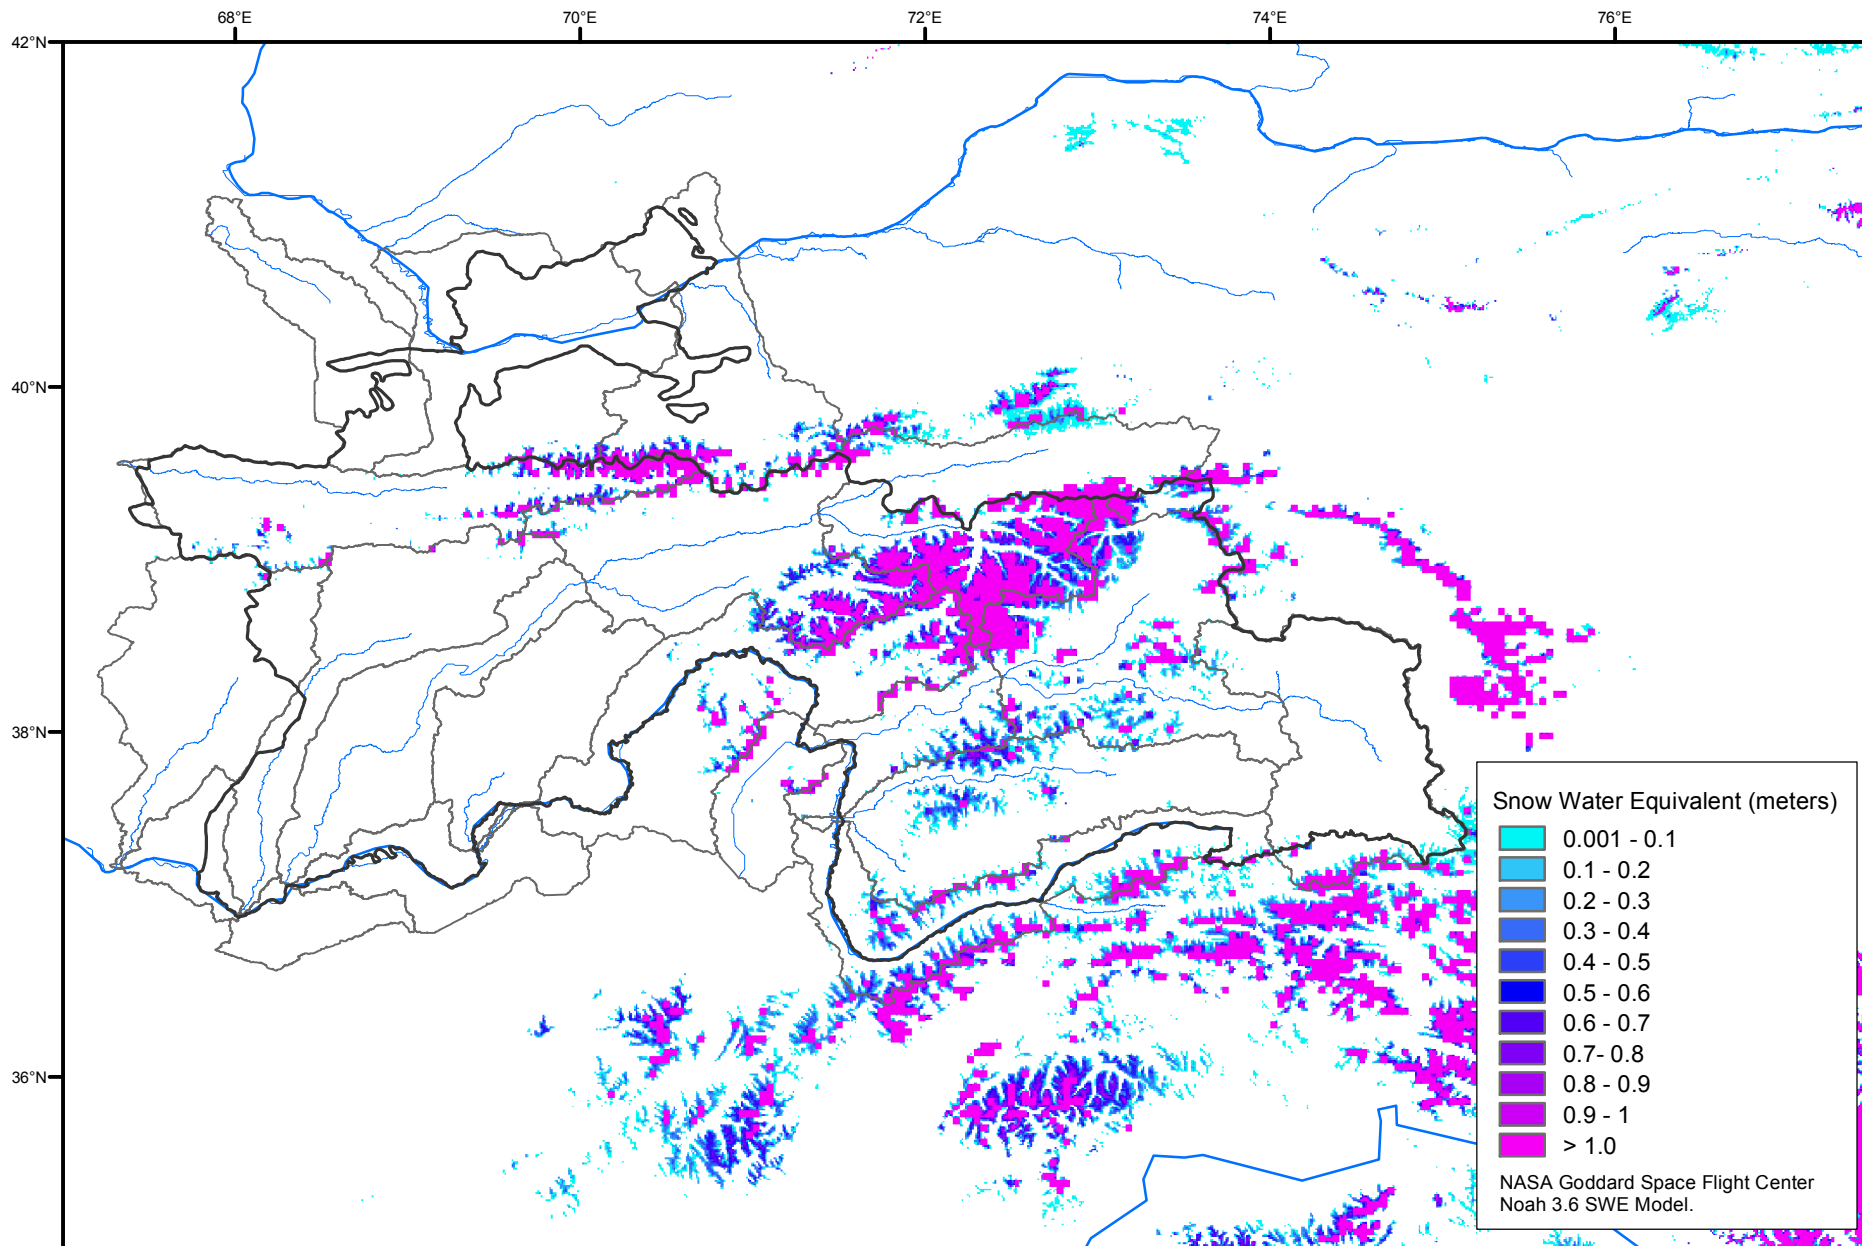 68°E
70°E
72°E
74°E
76°E
42°N
40°N
38°N
36°N
Snow Water Equivalent (meters)
0.001 - 0.1
0.1 - 0.2
0.2 - 0.3
0.3 - 0.4
0.4 - 0.5
0.5 - 0.6
0.6 - 0.7
0.7- 0.8
0.8 - 0.9
0.9 - 1
> 1.0
NASA Goddard Space Flight Center
Noah 3.6 SWE Model.